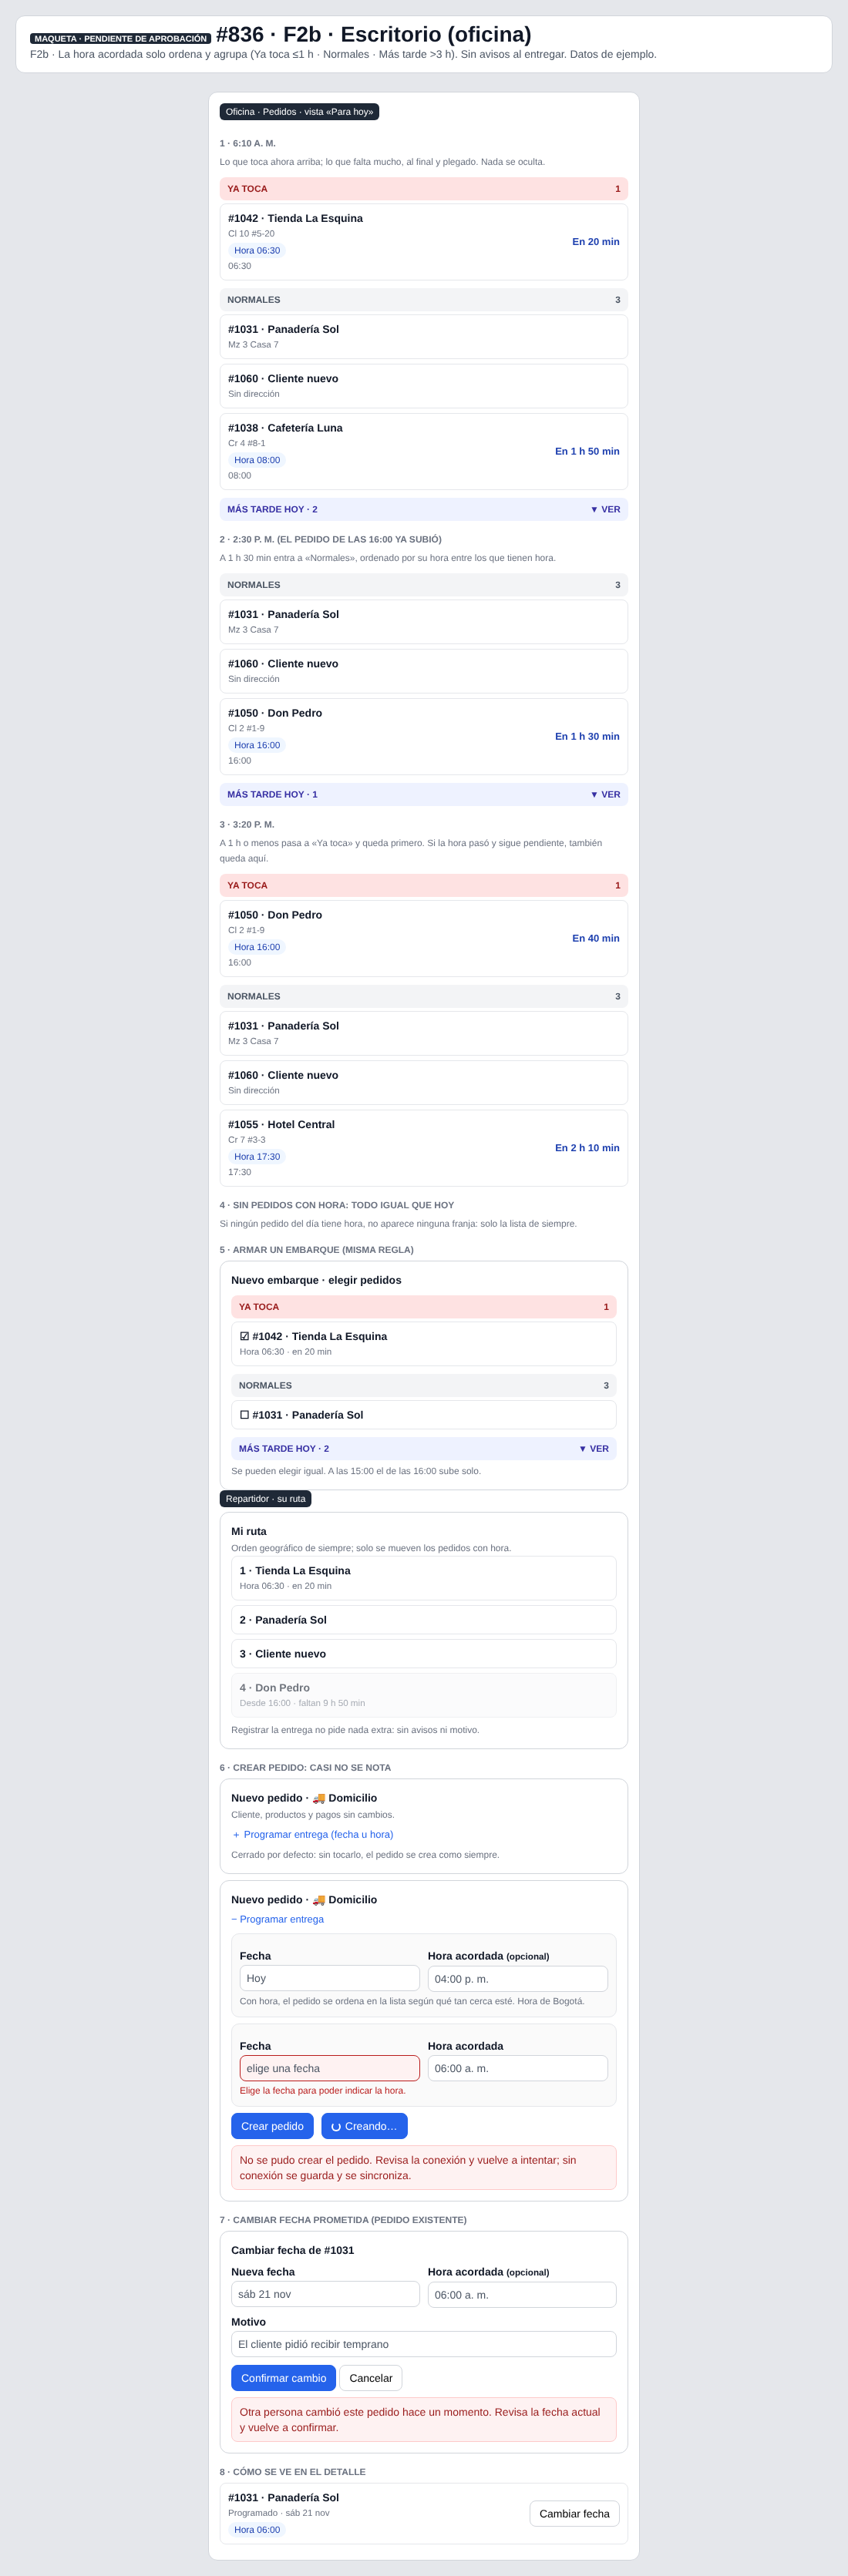 MAQUETA · PENDIENTE DE APROBACIÓN #836 · F2b · Escritorio (oficina)
F2b · La hora acordada solo ordena y agrupa (Ya toca ≤1 h · Normales · Más tarde >3 h). Sin avisos al entregar. Datos de ejemplo.
Oficina · Pedidos · vista «Para hoy»
1 · 6:10 A. M.
Lo que toca ahora arriba; lo que falta mucho, al final y plegado. Nada se oculta.
YA TOCA 1
#1042 · Tienda La Esquina
Cl 10 #5-20
Hora 06:30
06:30
En 20 min
NORMALES 3
#1031 · Panadería Sol
Mz 3 Casa 7
#1060 · Cliente nuevo
Sin dirección
#1038 · Cafetería Luna
Cr 4 #8-1
Hora 08:00
08:00
En 1 h 50 min
MÁS TARDE HOY · 2 ▼ VER
2 · 2:30 P. M. (EL PEDIDO DE LAS 16:00 YA SUBIÓ)
A 1 h 30 min entra a «Normales», ordenado por su hora entre los que tienen hora.
NORMALES 3
#1031 · Panadería Sol
Mz 3 Casa 7
#1060 · Cliente nuevo
Sin dirección
#1050 · Don Pedro
Cl 2 #1-9
Hora 16:00
16:00
En 1 h 30 min
MÁS TARDE HOY · 1 ▼ VER
3 · 3:20 P. M.
A 1 h o menos pasa a «Ya toca» y queda primero. Si la hora pasó y sigue pendiente, también
queda aquí.
YA TOCA 1
#1050 · Don Pedro
Cl 2 #1-9
Hora 16:00
16:00
En 40 min
NORMALES 3
#1031 · Panadería Sol
Mz 3 Casa 7
#1060 · Cliente nuevo
Sin dirección
#1055 · Hotel Central
Cr 7 #3-3
Hora 17:30
17:30
En 2 h 10 min
4 · SIN PEDIDOS CON HORA: TODO IGUAL QUE HOY
Si ningún pedido del día tiene hora, no aparece ninguna franja: solo la lista de siempre.
5 · ARMAR UN EMBARQUE (MISMA REGLA)
Nuevo embarque · elegir pedidos
YA TOCA 1
☑ #1042 · Tienda La Esquina
Hora 06:30 · en 20 min
NORMALES 3
☐ #1031 · Panadería Sol
MÁS TARDE HOY · 2 ▼ VER
Se pueden elegir igual. A las 15:00 el de las 16:00 sube solo.
Repartidor · su ruta
Mi ruta
Orden geográfico de siempre; solo se mueven los pedidos con hora.
1 · Tienda La Esquina
Hora 06:30 · en 20 min
2 · Panadería Sol
3 · Cliente nuevo
4 · Don Pedro
Desde 16:00 · faltan 9 h 50 min
Registrar la entrega no pide nada extra: sin avisos ni motivo.
6 · CREAR PEDIDO: CASI NO SE NOTA
Nuevo pedido · 🚚 Domicilio
Cliente, productos y pagos sin cambios.
+ Programar entrega (fecha u hora)
Cerrado por defecto: sin tocarlo, el pedido se crea como siempre.
Nuevo pedido · 🚚 Domicilio
− Programar entrega
Fecha Hora acordada (opcional)
Hoy 04:00 p. m.
Con hora, el pedido se ordena en la lista según qué tan cerca esté. Hora de Bogotá.
Fecha Hora acordada
elige una fecha 06:00 a. m.
Elige la fecha para poder indicar la hora.
Crear pedido Creando…
No se pudo crear el pedido. Revisa la conexión y vuelve a intentar; sin
conexión se guarda y se sincroniza.
7 · CAMBIAR FECHA PROMETIDA (PEDIDO EXISTENTE)
Cambiar fecha de #1031
Nueva fecha Hora acordada (opcional)
sáb 21 nov 06:00 a. m.
Motivo
El cliente pidió recibir temprano
Confirmar cambio Cancelar
Otra persona cambió este pedido hace un momento. Revisa la fecha actual
y vuelve a confirmar.
8 · CÓMO SE VE EN EL DETALLE
#1031 · Panadería Sol
Programado · sáb 21 nov
Hora 06:00
Cambiar fecha